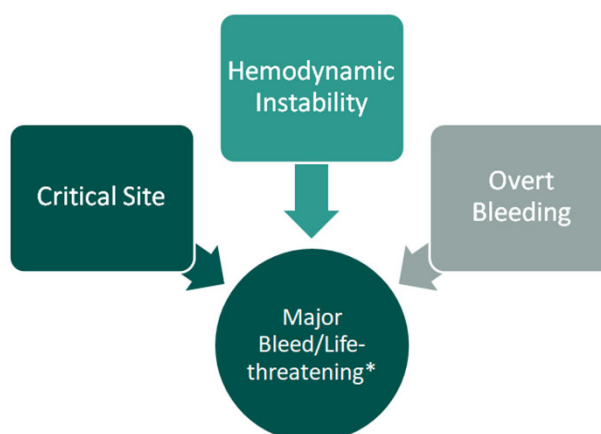 Hemodynamic
Instability
Critical Site
Overt
Bleeding
Major
Bleed/Life-
threatening*